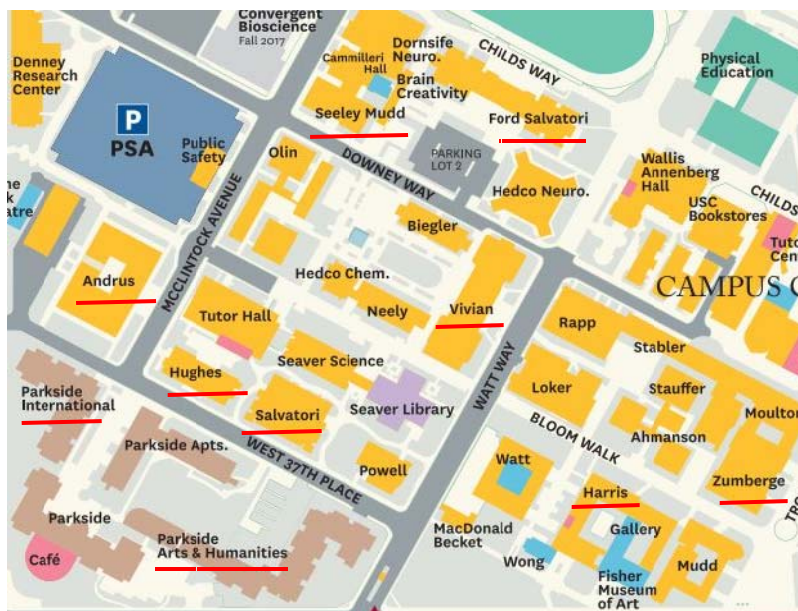 Convergent
Bioscience
Fall 2017
Denney
Research
Center
P
PSA
Public
Safety
Cammilleri
Hall
Dornsife
Neuro.
Brain
Creativity
Seeley Mudd
CHILDS WAY
Ford Salvatori
Physical
Education
PARKING
LOT 2
Olin
DOWNEY WAY
Hedco Neuro.
Wallis
Annenberg
Hall
USC
Bookstores
CHILDS
Biegler
MCCLINTOCK AVENUE
Andrus
Hedco Chem.
Neely
Vivian
CAMPUS
Tutor Hall
Rapp
Stabler
Hughes
Seaver Science
WATT WAY
Loker
Stauffer
Parkside
International
Salvatori
Seaver Library
BLOOM WALK
Ahmanson
Parkside Apts.
WEST 37TH PLACE
Powell
Watt
Harris
Zumberge
Parkside
Parkside
Arts & Humanities
MacDonald
Becket
Gallery
Café
Wong
Fisher
Museum
of Art
Mudd